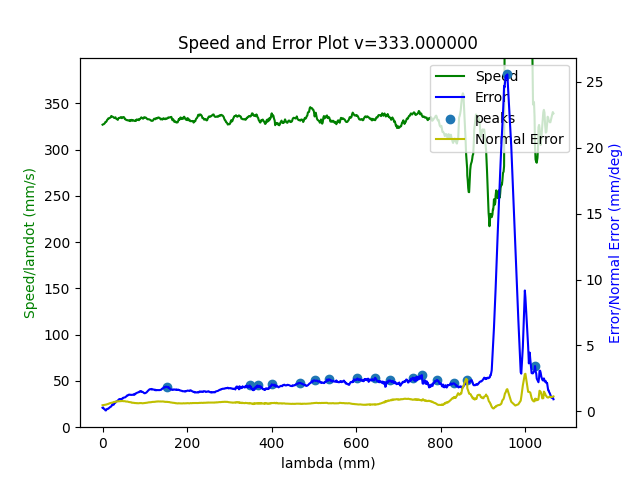 Speed and Error Plot v=333.000000
Speed
Error
peaks
Normal Error
350
300
250
200
150
100
50
0
25
20
15
10
5
0
Speed/lamdot (mm/s)
Error/Normal Error (mm/deg)
0 200 400 600 800 1000
lambda (mm)